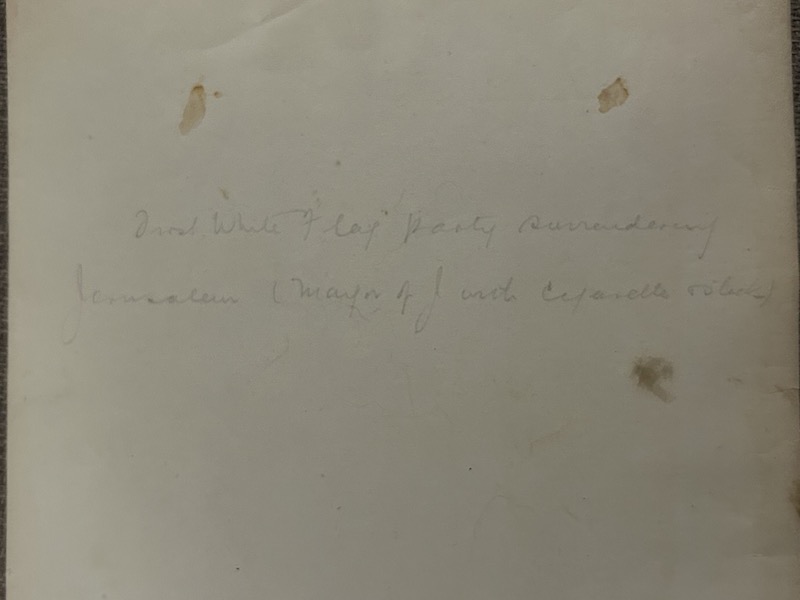 First White Flag party surrendering
Jerusalem (Mayor of J with Cigarette & stick)